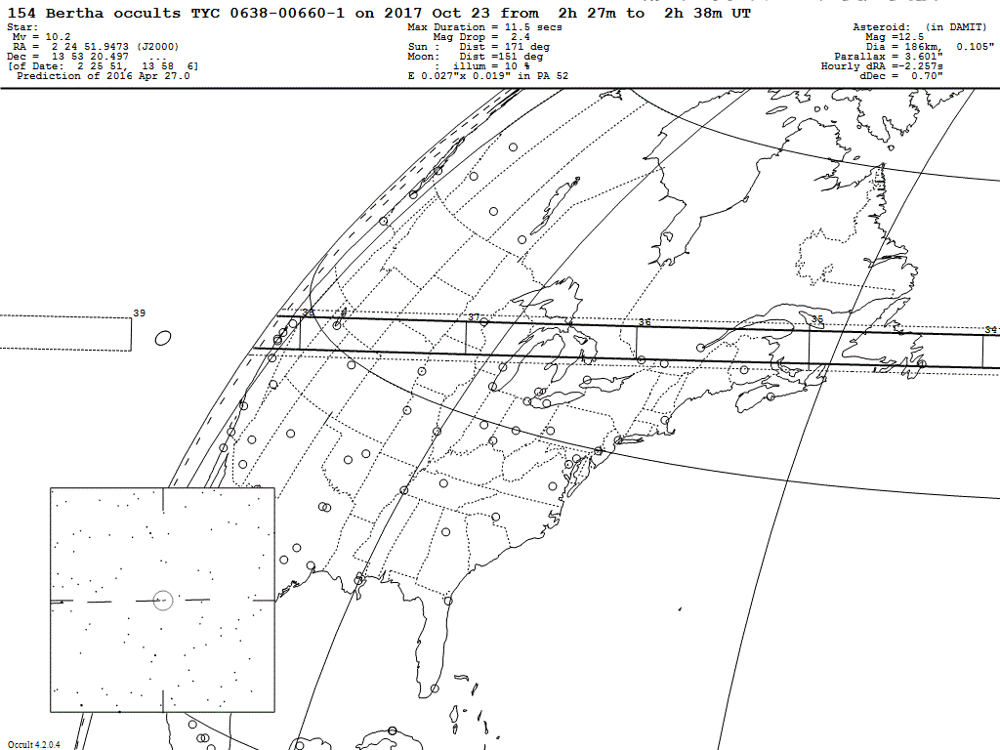 154 Bertha occults TYC 0638-00660-1 on 2017 Oct 23 from  2h 27m to  2h 38m UT
Star:
Mv = 10.2
RA =  2 24 51.9473 (J2000)
Dec =  13 53 20.497   ...
[of Date:  2 25 51,  13 58  6]
Prediction of 2016 Apr 27.0
Max Duration = 11.5 secs
Mag Drop =  2.4
Sun :   Dist = 171 deg
Moon:   Dist =151 deg
:  illum = 10 %
E 0.027"x 0.019" in PA 52
Asteroid:  (in DAMIT)
Mag =12.5
Dia = 186km,  0.105"
Parallax = 3.601"
Hourly dRA =-2.257s
dDec =  0.70"
39
38
37
36
35
34
Occult 4.2.0.4